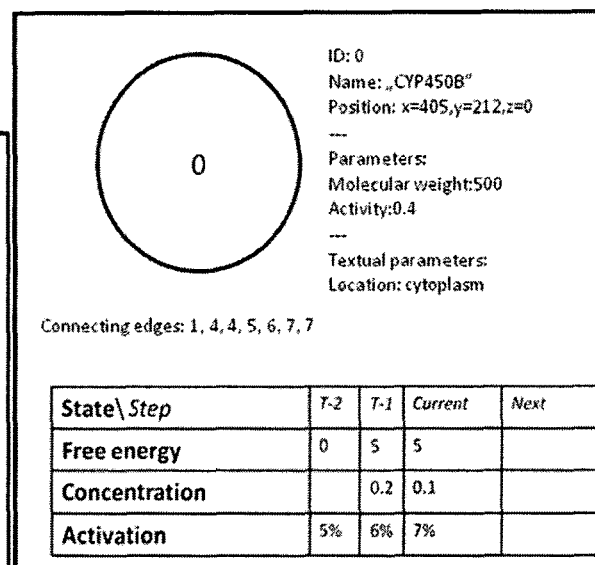 ID: 0
Name: „CYP450B"
Position: x=405,y=212,z=0
---
Parameters:
Molecular weight:500
Activity:0.4
---
Textual parameters:
Location: cytoplasm
0
Connecting edges: 1, 4, 4, 5, 6, 7, 7
State\ Step T-2 T-1 Current Next
Free energy 0 5 5
Concentration 0.2 0.1
Activation 5% 6% 7%